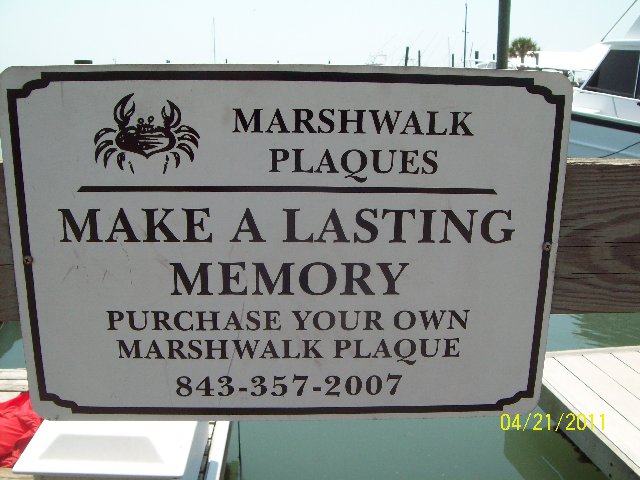 MARSHWALK
PLAQUES
MAKE A LASTING
MEMORY
PURCHASE YOUR OWN
MARSHWALK PLAQUE
843-357-2007
04/21/2011